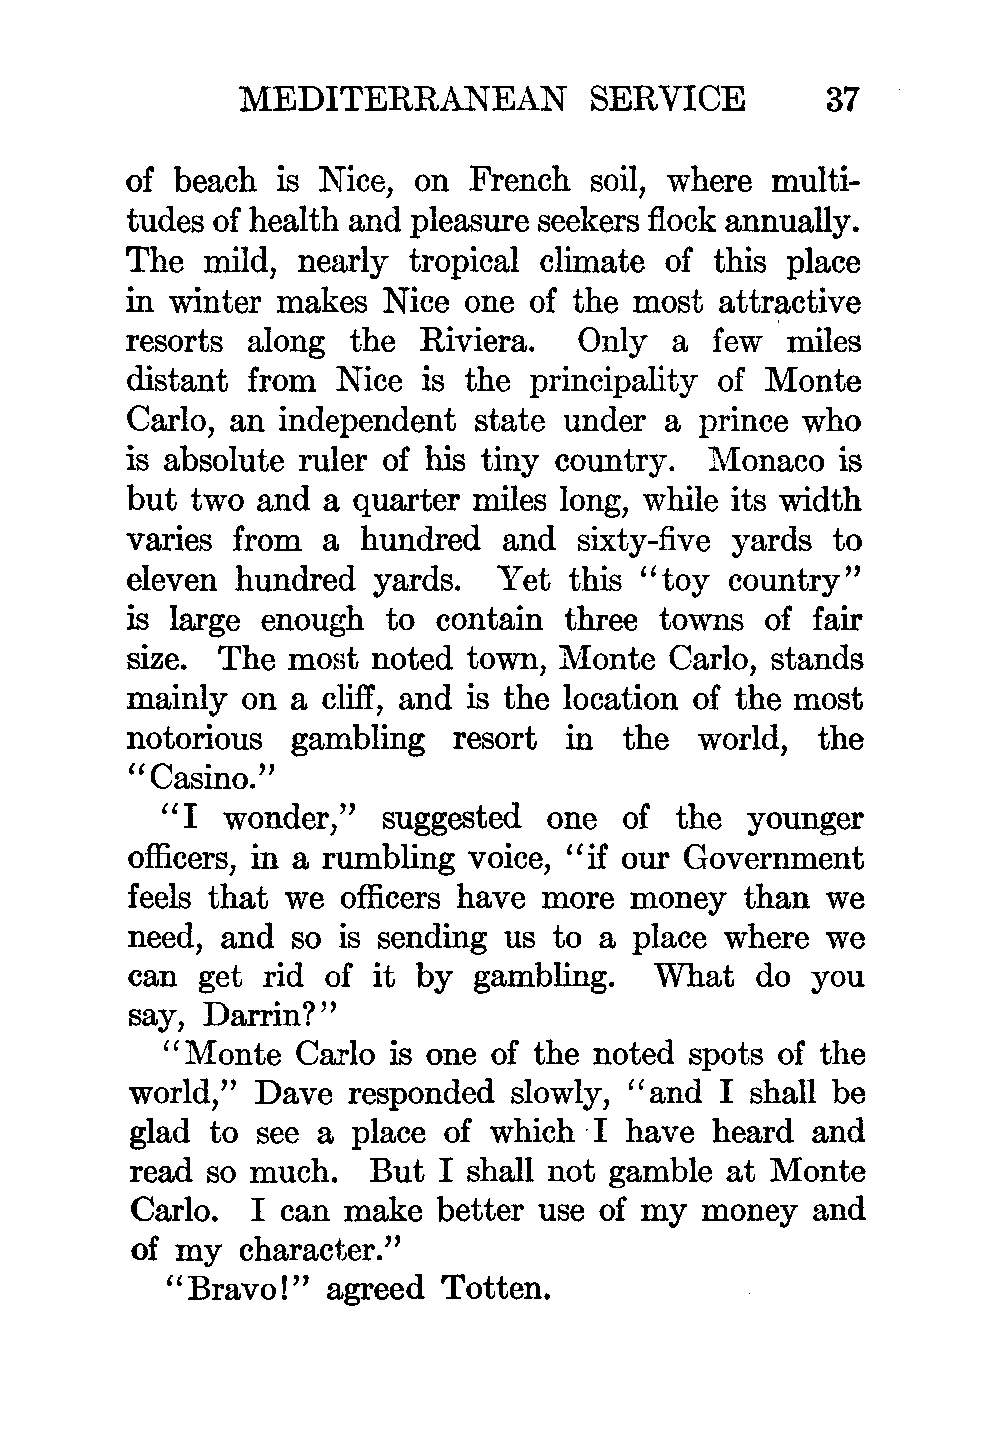 MEDITERRANEAN SERVICE 37
of beach is Nice, on French soil, where multi-
tudes of health and pleasure seekers flock annually.
The mild, nearly tropical climate of this place
in winter makes Nice one of the most attractive
resorts along the Riviera. Only a few miles
distant from Nice is the principality of Monte
Carlo, an independent state under a prince who
is absolute ruler of his tiny country. Monaco is
but two and a quarter miles long, while its width
varies from a hundred and sixty-five yards to
eleven hundred yards. Yet this "toy country"
is large enough to contain three towns of fair
size. The most noted town, Monte Carlo, stands
mainly on a cliff, and is the location of the most
notorious gambling resort in the world, the
"Casino."
"I wonder," suggested one of the younger
officers, in a rumbling voice, "if our Government
feels that we officers have more money than we
need, and so is sending us to a place where we
can get rid of it by gambling. What do you
say, Darrin?"
"Monte Carlo is one of the noted spots of the
world," Dave responded slowly, "and I shall be
glad to see a place of which I have heard and
read so much. But I shall not gamble at Monte
Carlo. I can make better use of my money and
of my character."
"Bravo!" agreed Totten.